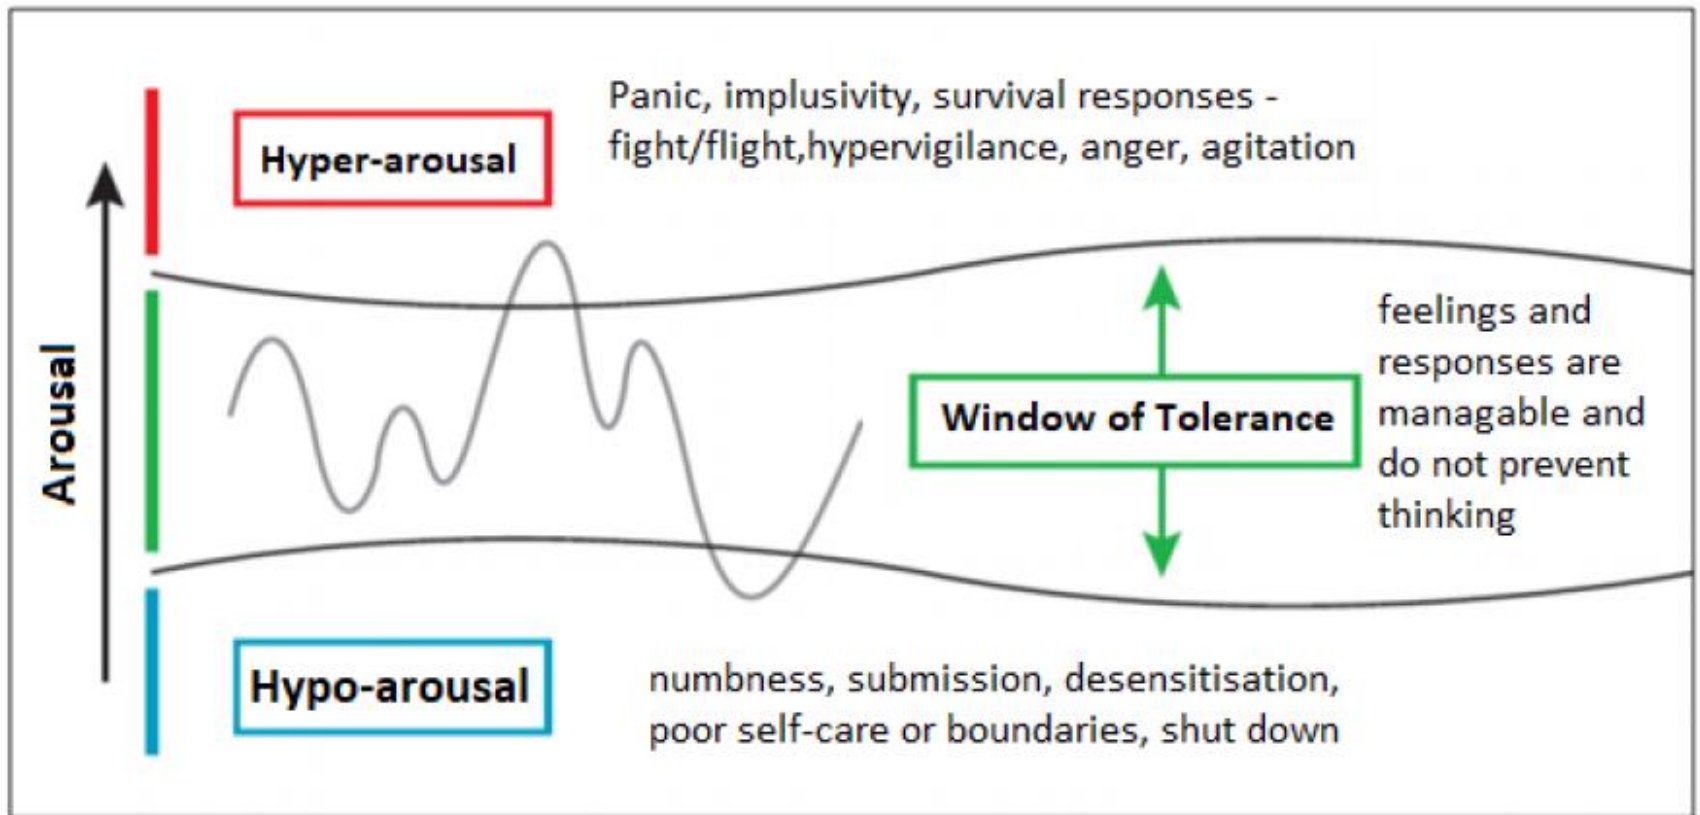 Panic, implusivity, survival responses -
fight/flight,hypervigilance, anger, agitation
Hyper-arousal
Arousal
Window of Tolerance
feelings and
responses are
managable and
do not prevent
thinking
Hypo-arousal
numbness, submission, desensitisation,
poor self-care or boundaries, shut down